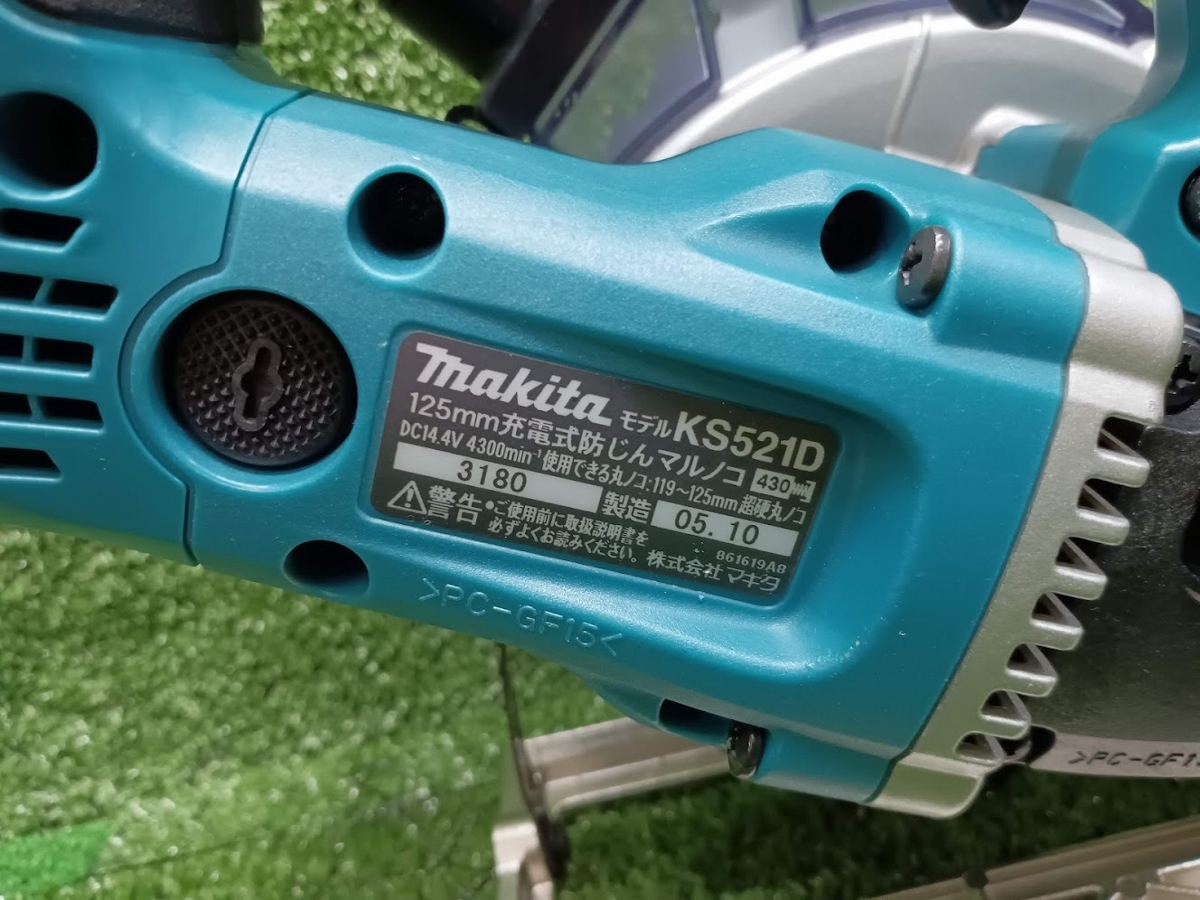 makita モデル KS521D
125mm充電式防じんマルノコ 430
DC14.4V 4300min⁻¹ 使用できる丸ノコ:119~125mm 超硬丸ノコ
3180 製造 05.10
警告 •ご使用前に取扱説明書を
必ずよくお読みください。
861619A8
株式会社 マキタ
>PC-GF15<
>PC-GF1